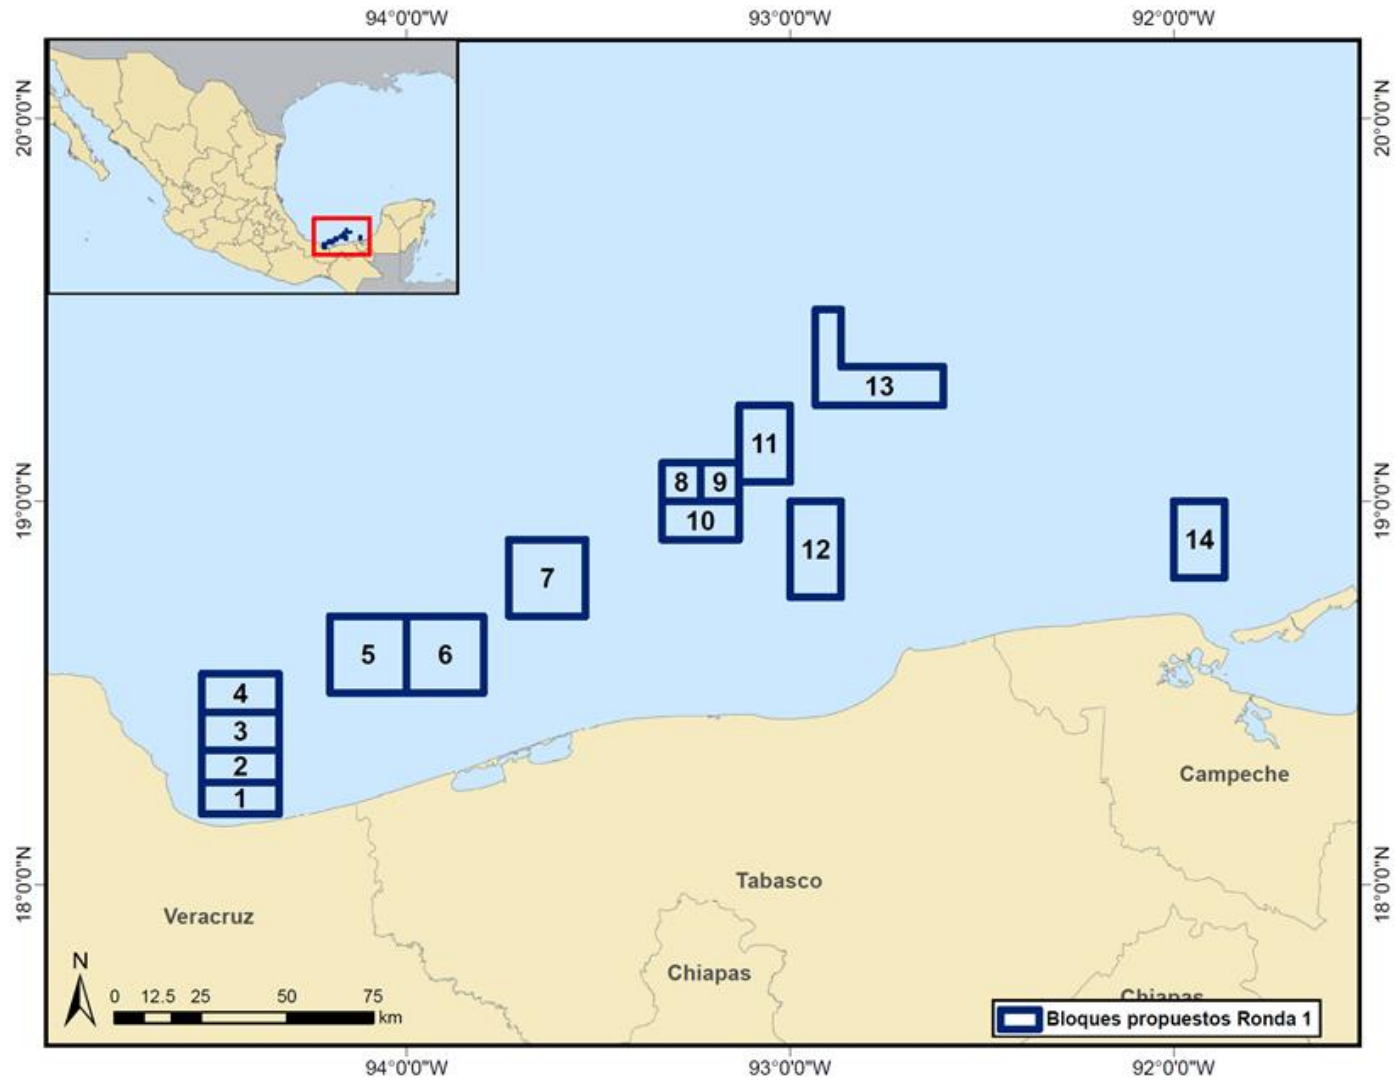 94°0'0"W 93°0'0"W 92°0'0"W
20°0'0"N
20°0'0"N
13
11
8 9
19°0'0"N
19°0'0"N
10
12
14
7
5 6
4
3
2
1
Campeche
18°0'0"N
18°0'0"N
Tabasco
Veracruz
Chiapas
N
0 12.5 25 50 75
km
Chiapas
Bloques propuestos Ronda 1
94°0'0"W 93°0'0"W 92°0'0"W